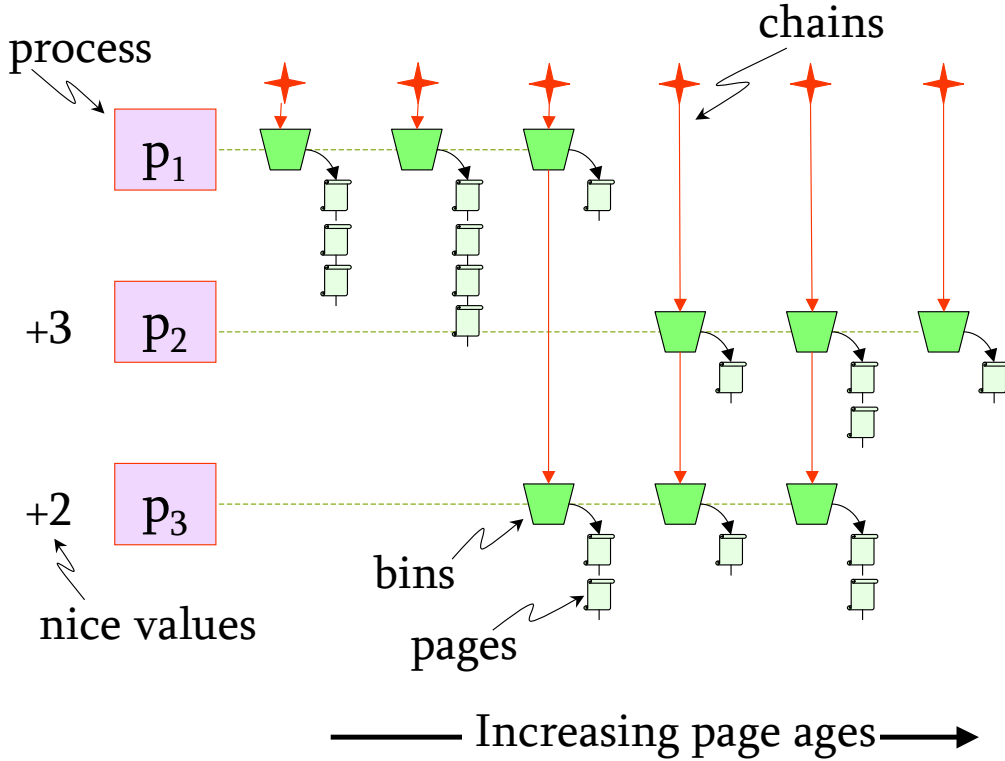 chains
process
p₁
+3
p₂
+2
p₃
bins
nice values
pages
Increasing page ages